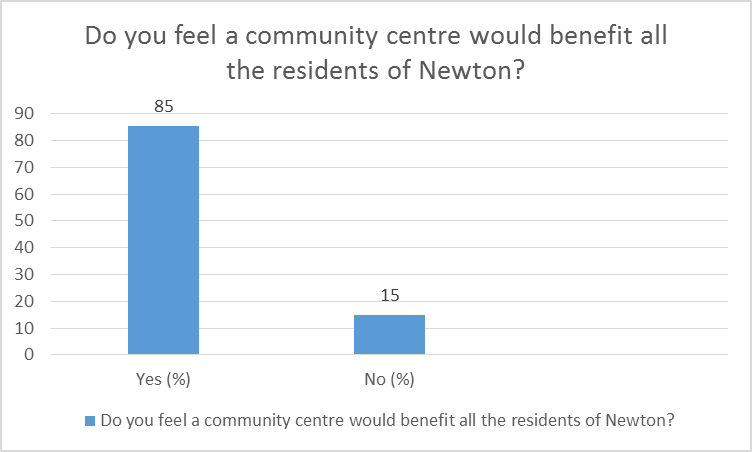 Do you feel a community centre would benefit all
the residents of Newton?
85
15
90
80
70
60
50
40
30
20
10
0
Yes (%)
No (%)
Do you feel a community centre would benefit all the residents of Newton?